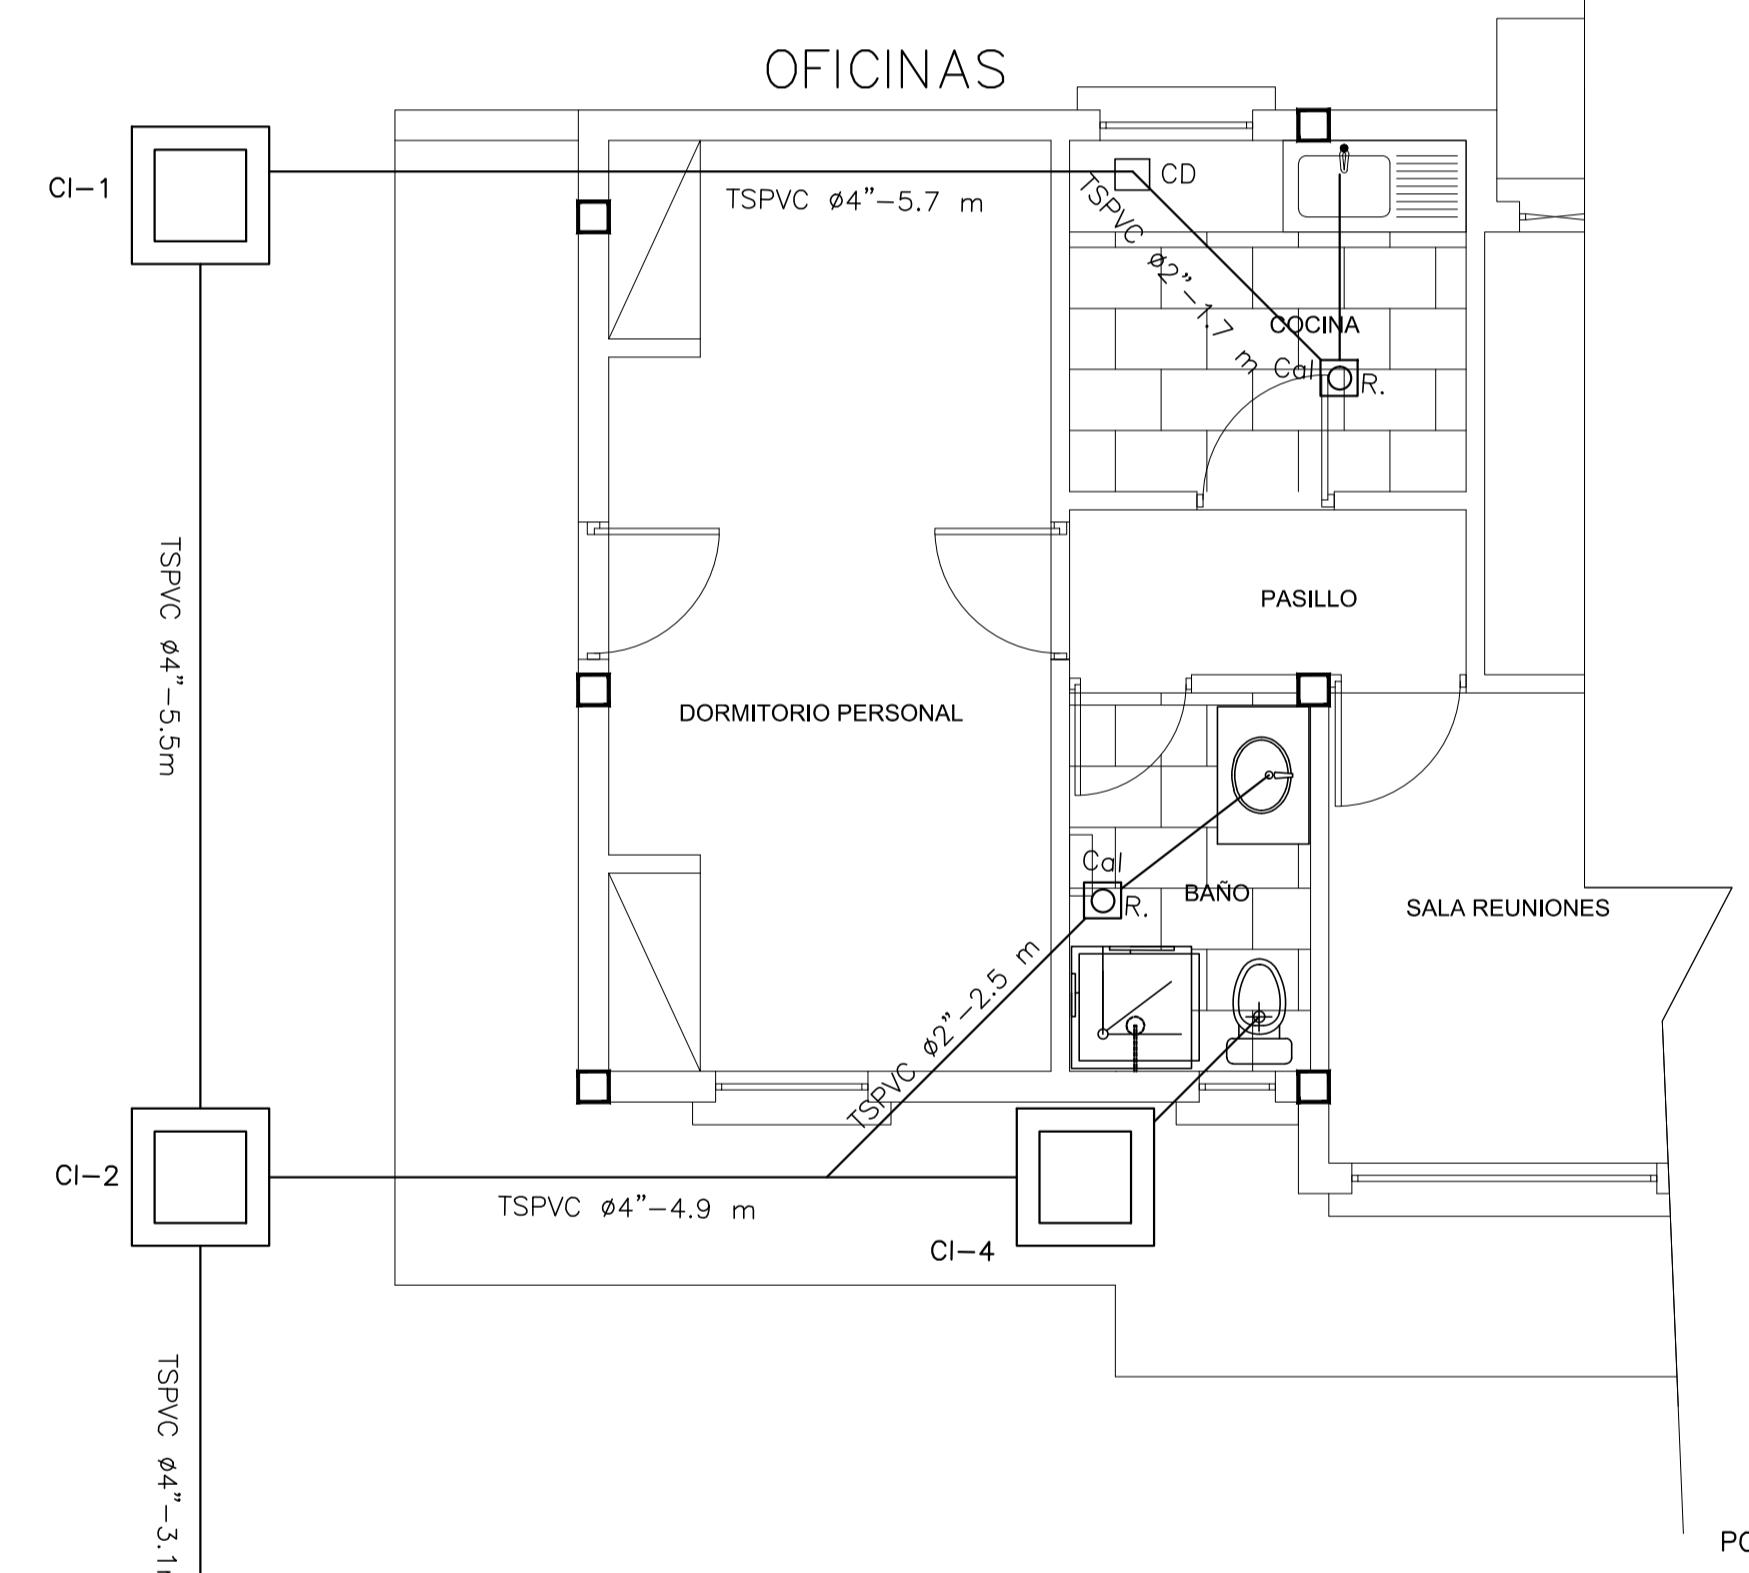 OFICINAS
CI-1
TSPVC ø4"-5.7 m
CD
TSPVC ø2"-1.7 m
COCINA
Cal
R.
TSPVC ø4"-5.5m
PASILLO
DORMITORIO PERSONAL
Cal
R.
BAÑO
SALA REUNIONES
TSPVC ø2"-2.5 m
CI-2
TSPVC ø4"-4.9 m
CI-4
TSPVC ø4"-3.1